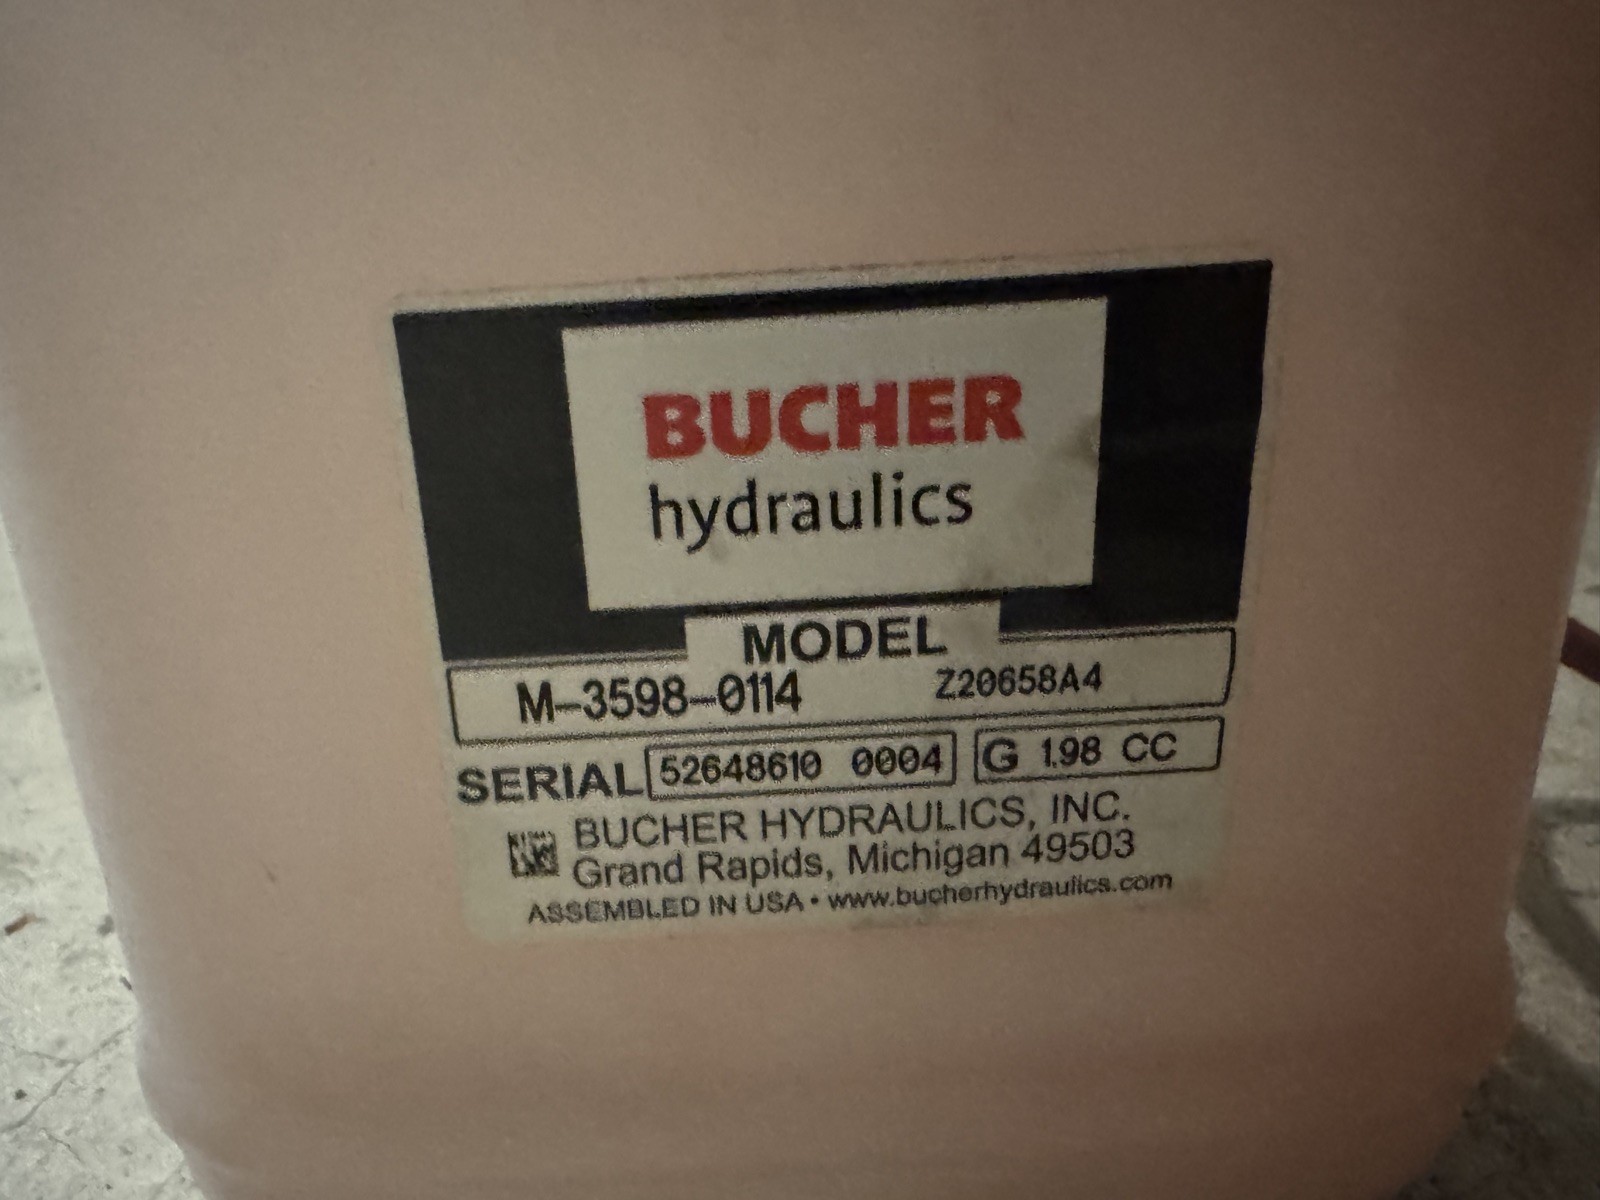 BUCHER
hydraulics
MODEL
M-3598-0114 Z20658A4
SERIAL 52648610 0004 G 1.98 CC
BUCHER HYDRAULICS, INC.
Grand Rapids, Michigan 49503
ASSEMBLED IN USA • www.bucherhydraulics.com